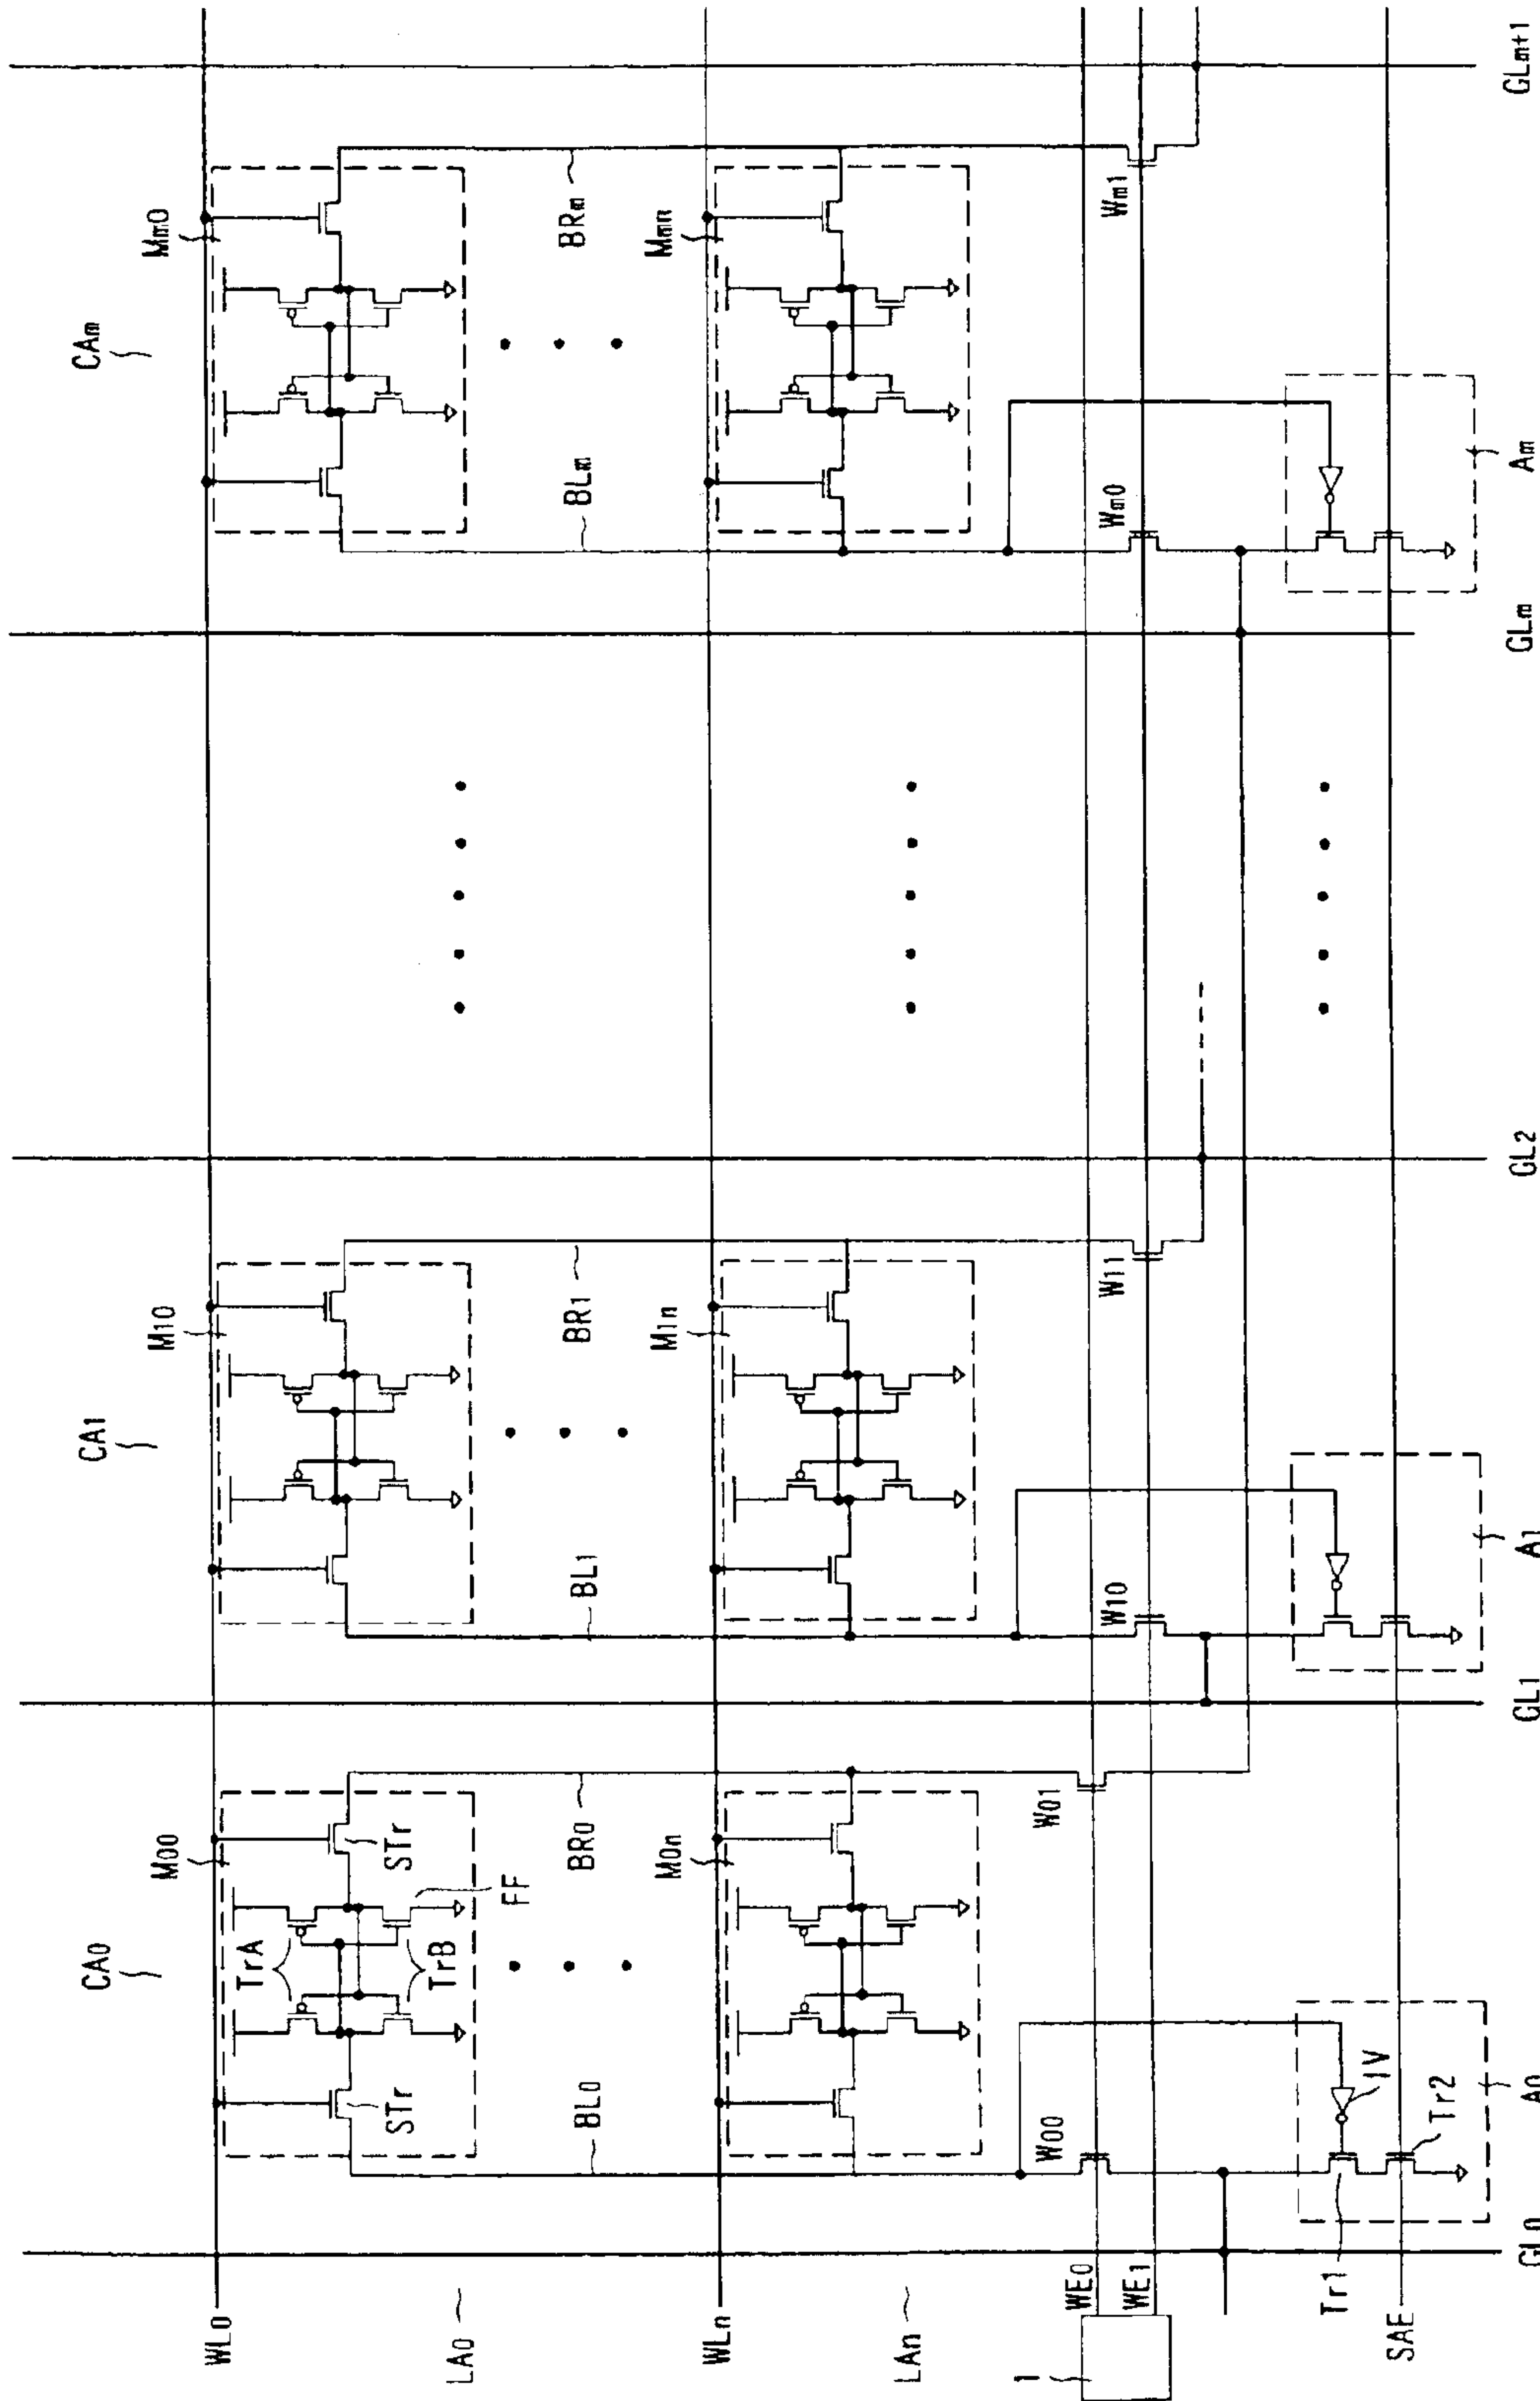 CA0
CA1
CAm
WL0
M00
M10
Mm0
TrA
STr
STr
TrB
FF
LA0
BL0
BR0
BL1
BR1
BLm
BRm
WLn
M0n
M1n
Mmn
LAn
1
WE0
WE1
W00
W01
W10
W11
Wm0
Wm1
IV
Tr1
Tr2
SAE
A0
A1
Am
GL0
GL1
GL2
GLm
GLm+1